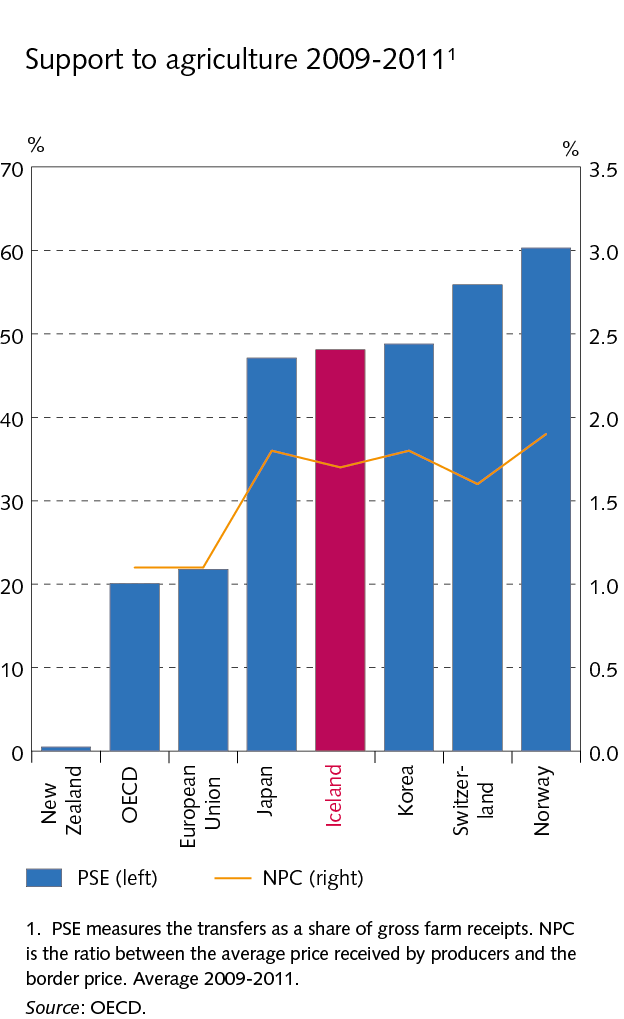 Support to agriculture 2009-2011¹
% %
70 3.5
60 3.0
50 2.5
40 2.0
30 1.5
20 1.0
10 0.5
0 0.0
New
Zealand
OECD
European
Union
Japan
Iceland
Korea
Switzer-
land
Norway
PSE (left) NPC (right)
1. PSE measures the transfers as a share of gross farm receipts. NPC
is the ratio between the average price received by producers and the
border price. Average 2009-2011.
Source: OECD.